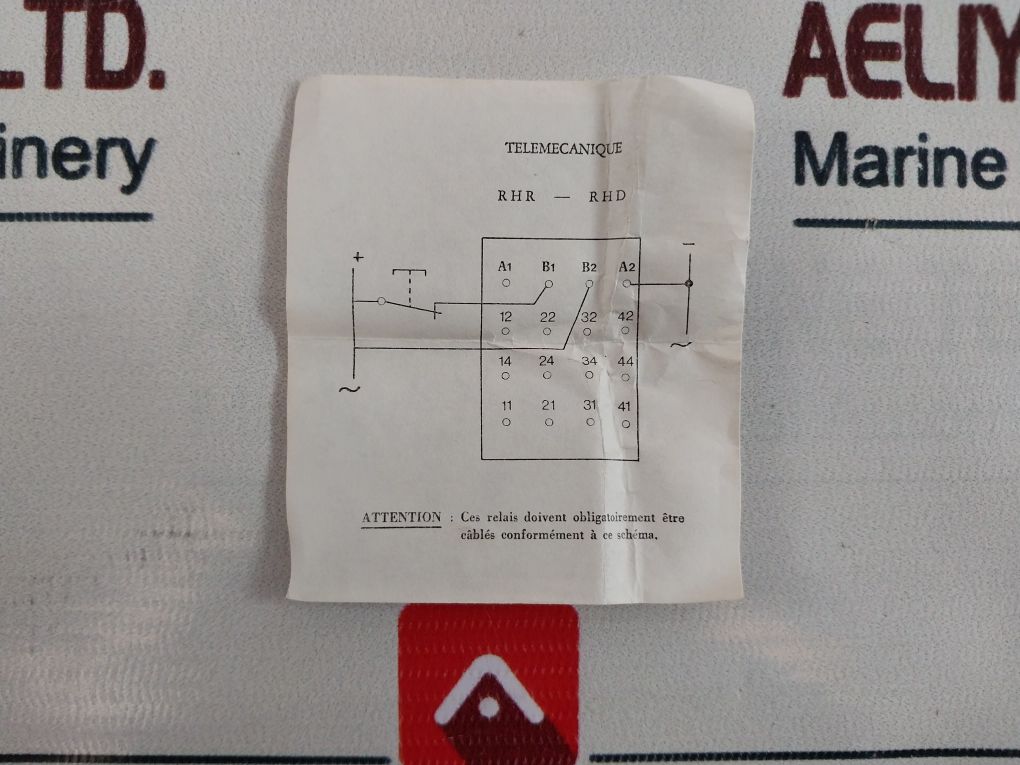 LTD. AELIY
inery Marine
TELEMECANIQUE
RHR — RHD
+ −
A1 B1 B2 A2
12 22 32 42
14 24 34 44
~ ~
11 21 31 41
ATTENTION : Ces relais doivent obligatoirement être
câblés conformément à ce schéma.